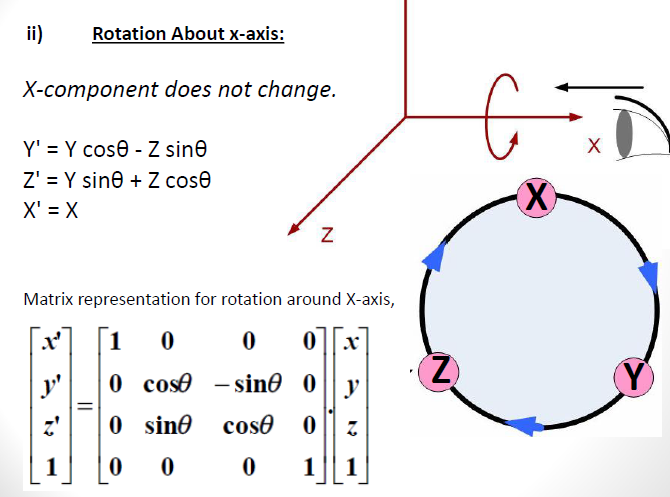 ii) Rotation About x-axis:
X-component does not change.
Y' = Y cosθ - Z sinθ
Z' = Y sinθ + Z cosθ
X' = X
X
Z
X
Z
Y
Matrix representation for rotation around X-axis,
x' 1 0 0 0 x
y' 0 cosθ - sinθ 0 y
= .
z' 0 sinθ cosθ 0 z
1 0 0 0 1 1